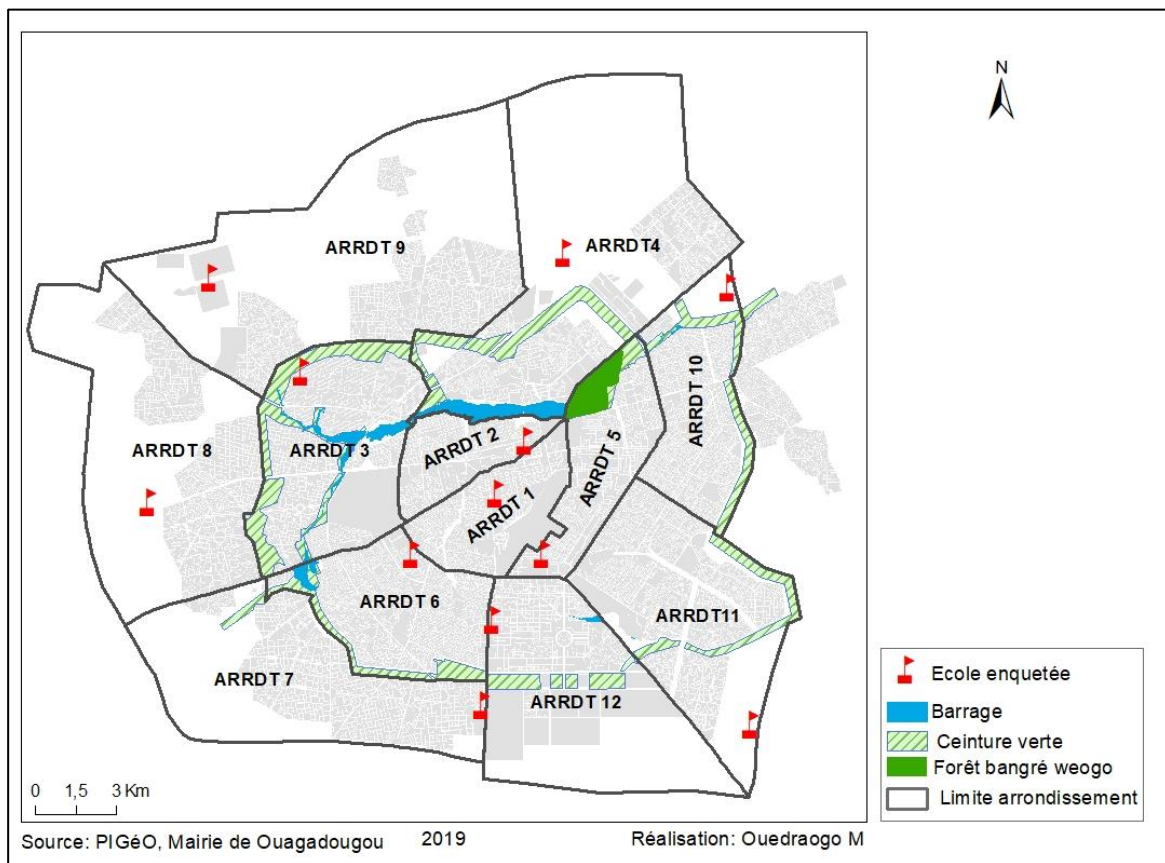 N
ARRDT4
ARRDT 9
ARRDT 10
ARRDT 8
ARRDT 3
ARRDT 2
ARRDT 5
ARRDT 1
ARRDT 6
ARRDT11
ARRDT 7
ARRDT 12
Ecole enquetée
Barrage
Ceinture verte
Forêt bangré weogo
Limite arrondissement
0 1,5 3 Km
Source: PIGéO, Mairie de Ouagadougou 2019 Réalisation: Ouedraogo M